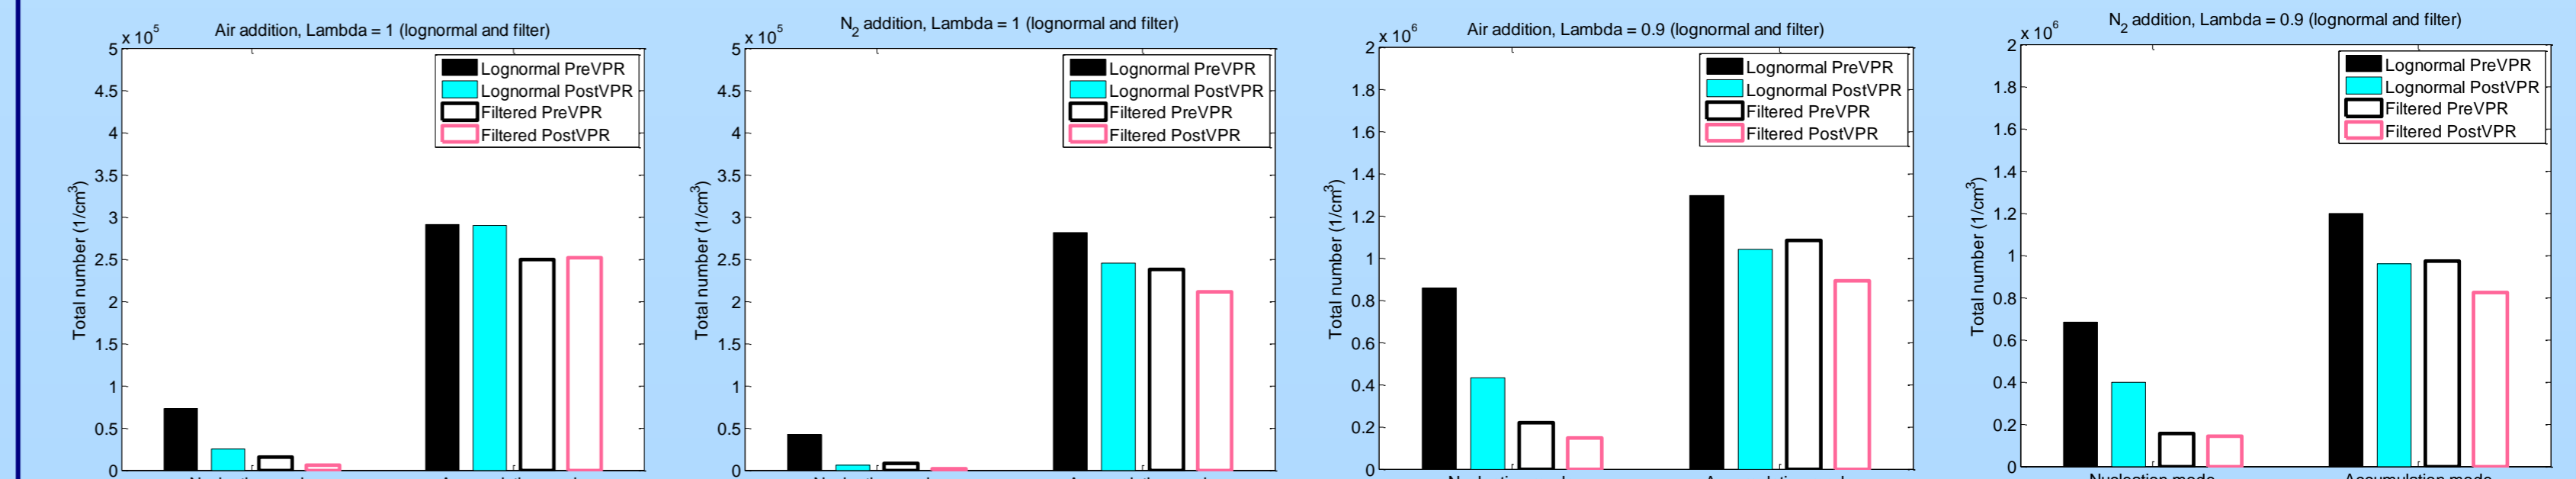 Air addition, Lambda = 1 (lognormal and filter)
x 10^5
5
4.5
4
3.5
3
2.5
2
1.5
1
0.5
0
Total number (1/cm^3)
Lognormal PreVPR
Lognormal PostVPR
Filtered PreVPR
Filtered PostVPR
N_2 addition, Lambda = 1 (lognormal and filter)
x 10^5
5
4.5
4
3.5
3
2.5
2
1.5
1
0.5
0
Total number (1/cm^3)
Lognormal PreVPR
Lognormal PostVPR
Filtered PreVPR
Filtered PostVPR
Air addition, Lambda = 0.9 (lognormal and filter)
x 10^6
2
1.8
1.6
1.4
1.2
1
0.8
0.6
0.4
0.2
0
Total number (1/cm^3)
Lognormal PreVPR
Lognormal PostVPR
Filtered PreVPR
Filtered PostVPR
N_2 addition, Lambda = 0.9 (lognormal and filter)
x 10^6
2
1.8
1.6
1.4
1.2
1
0.8
0.6
0.4
0.2
0
Total number (1/cm^3)
Lognormal PreVPR
Lognormal PostVPR
Filtered PreVPR
Filtered PostVPR
Nucleation mode
Accumulation mode